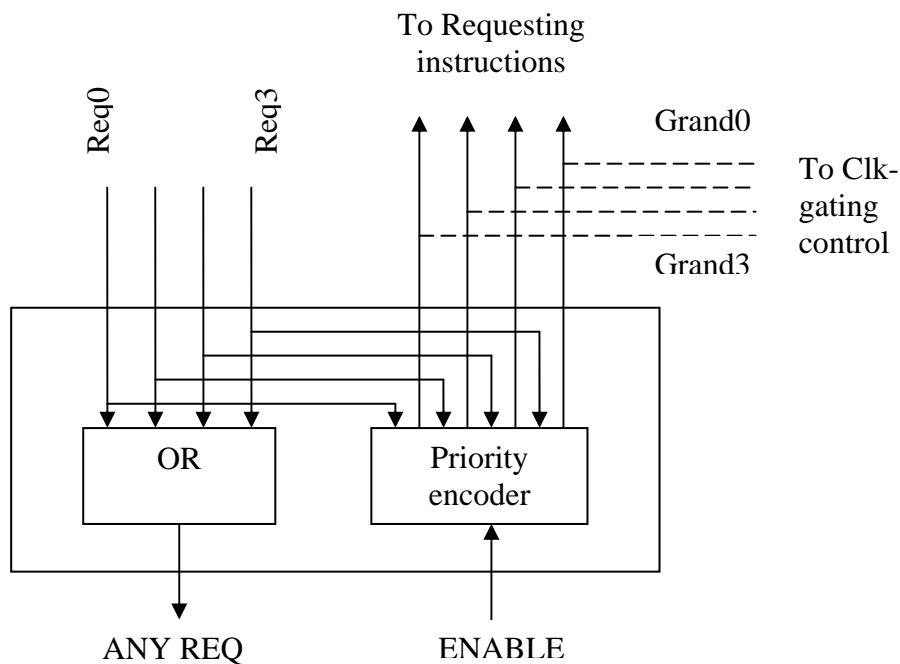 To Requesting
instructions
Req0
Req3
Grand0
To Clk-
gating
control
Grand3
OR
Priority
encoder
ANY REQ
ENABLE